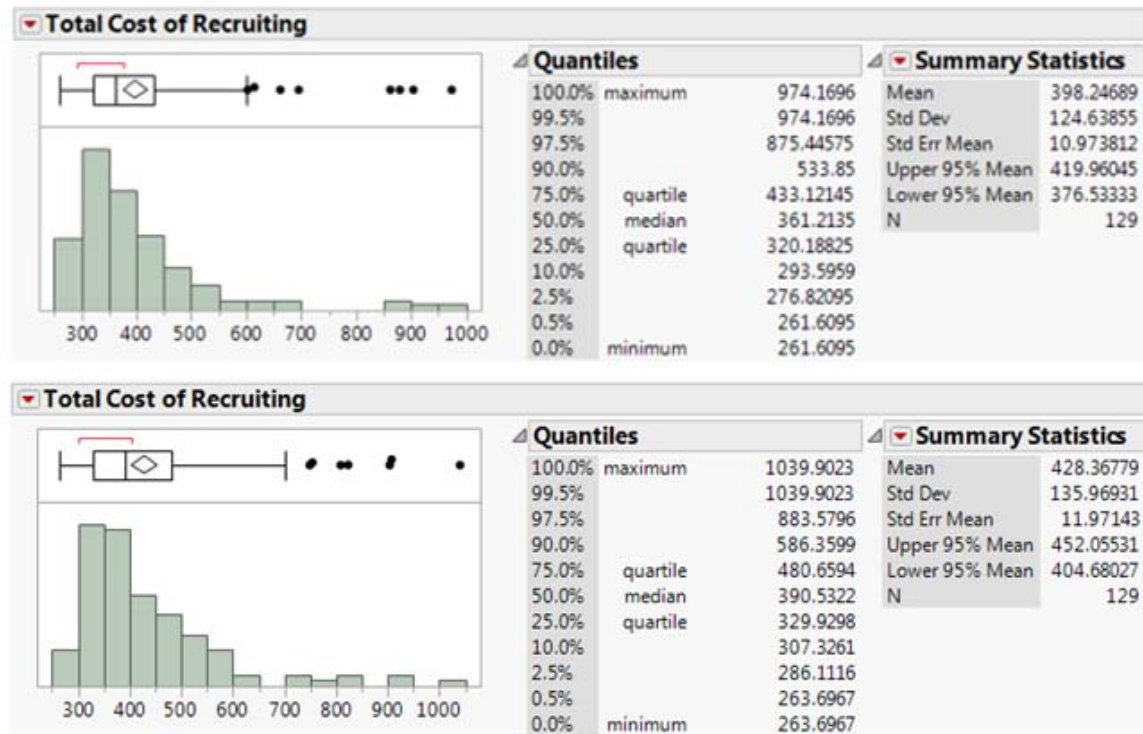 Total Cost of Recruiting
300 400 500 600 700 800 900 1000
Quantiles
100.0% maximum 974.1696
99.5% 974.1696
97.5% 875.44575
90.0% 533.85
75.0% quartile 433.12145
50.0% median 361.2135
25.0% quartile 320.18825
10.0% 293.5959
2.5% 276.82095
0.5% 261.6095
0.0% minimum 261.6095
Summary Statistics
Mean 398.24689
Std Dev 124.63855
Std Err Mean 10.973812
Upper 95% Mean 419.96045
Lower 95% Mean 376.53333
N 129
Total Cost of Recruiting
300 400 500 600 700 800 900 1000
Quantiles
100.0% maximum 1039.9023
99.5% 1039.9023
97.5% 883.5796
90.0% 586.3599
75.0% quartile 480.6594
50.0% median 390.5322
25.0% quartile 329.9298
10.0% 307.3261
2.5% 286.1116
0.5% 263.6967
0.0% minimum 263.6967
Summary Statistics
Mean 428.36779
Std Dev 135.96931
Std Err Mean 11.97143
Upper 95% Mean 452.05531
Lower 95% Mean 404.68027
N 129